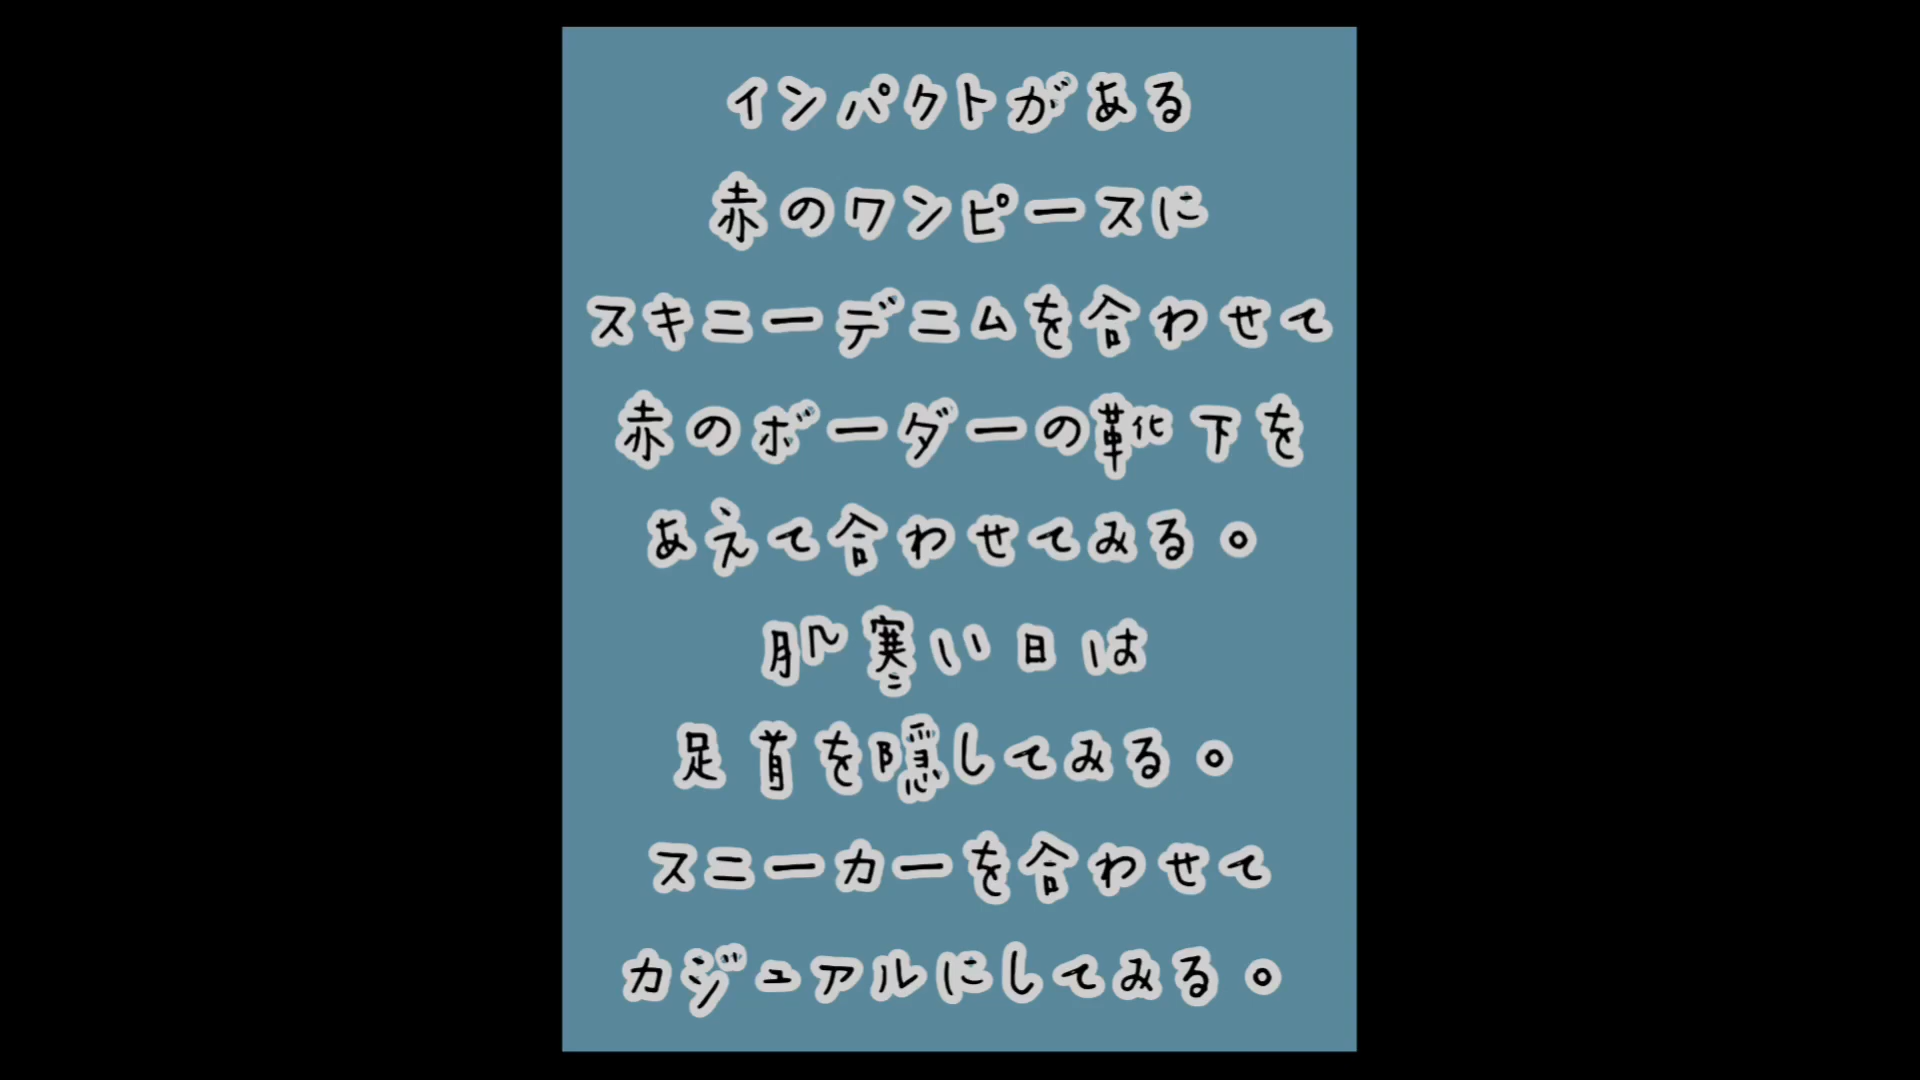 インパクトがある
赤のワンピースに
スキニーデニムを合わせて
赤のボーダーの靴下を
あえて合わせてみる。
肌寒い日は
足首を隠してみる。
スニーカーを合わせて
カジュアルにしてみる。